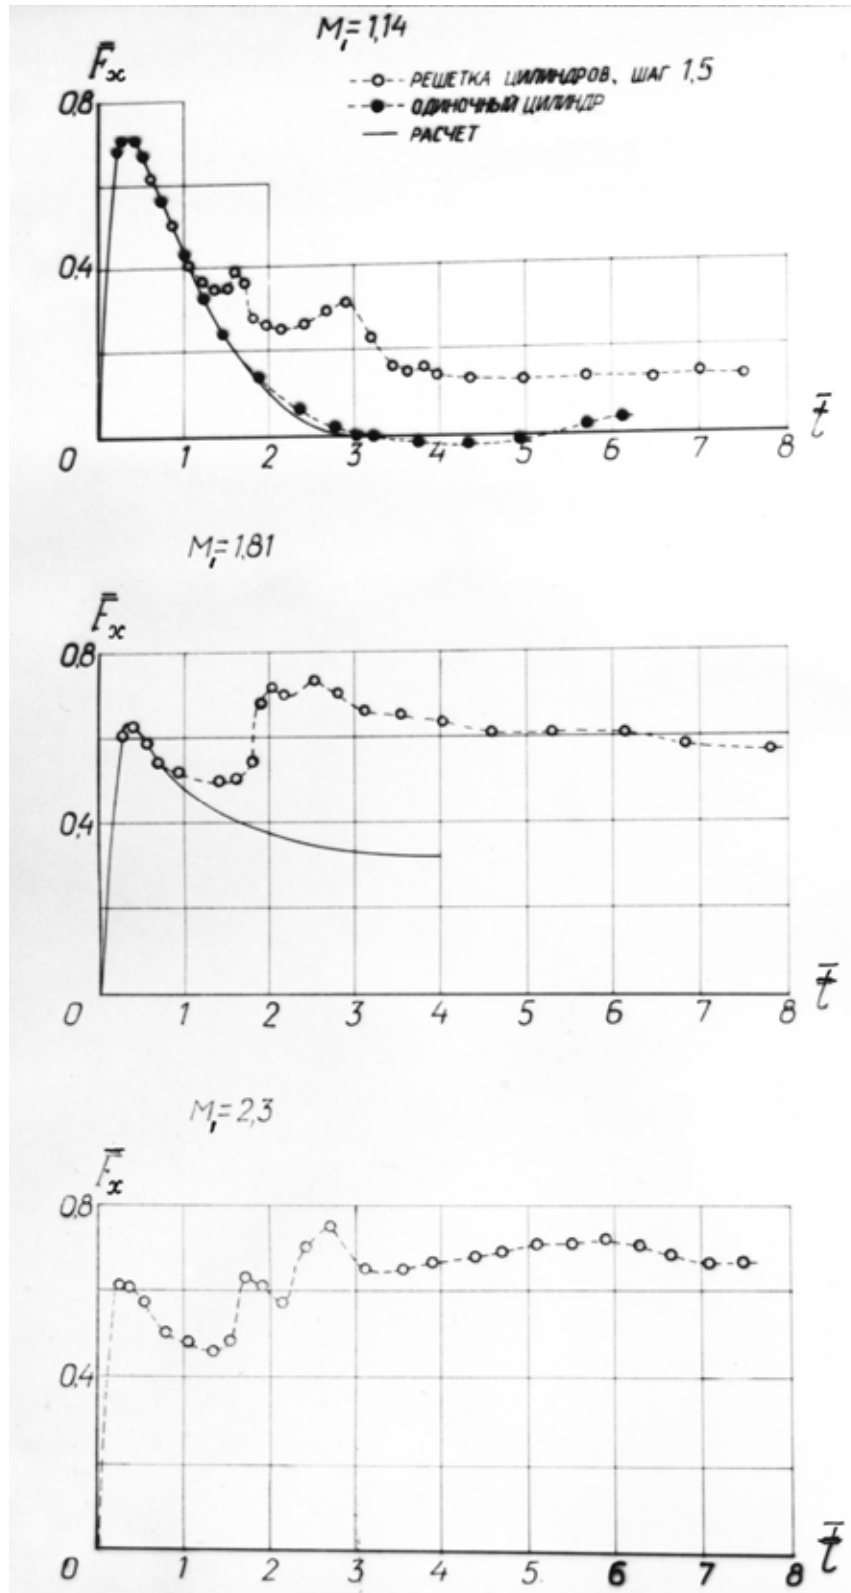 M₁=1,14
F̄ₓ
--○-- РЕШЕТКА ЦИЛИНДРОВ, ШАГ 1,5
--●-- ОДИНОЧНЫЙ ЦИЛИНДР
— РАСЧЕТ
0,8
0,4
0 1 2 3 4 5 6 7 8 t̄
M₁=1,81
F̄ₓ
0,8
0,4
0 1 2 3 4 5 6 7 8 t̄
M₁=2,3
F̄ₓ
0,8
0,4
0 1 2 3 4 5 6 7 8 t̄